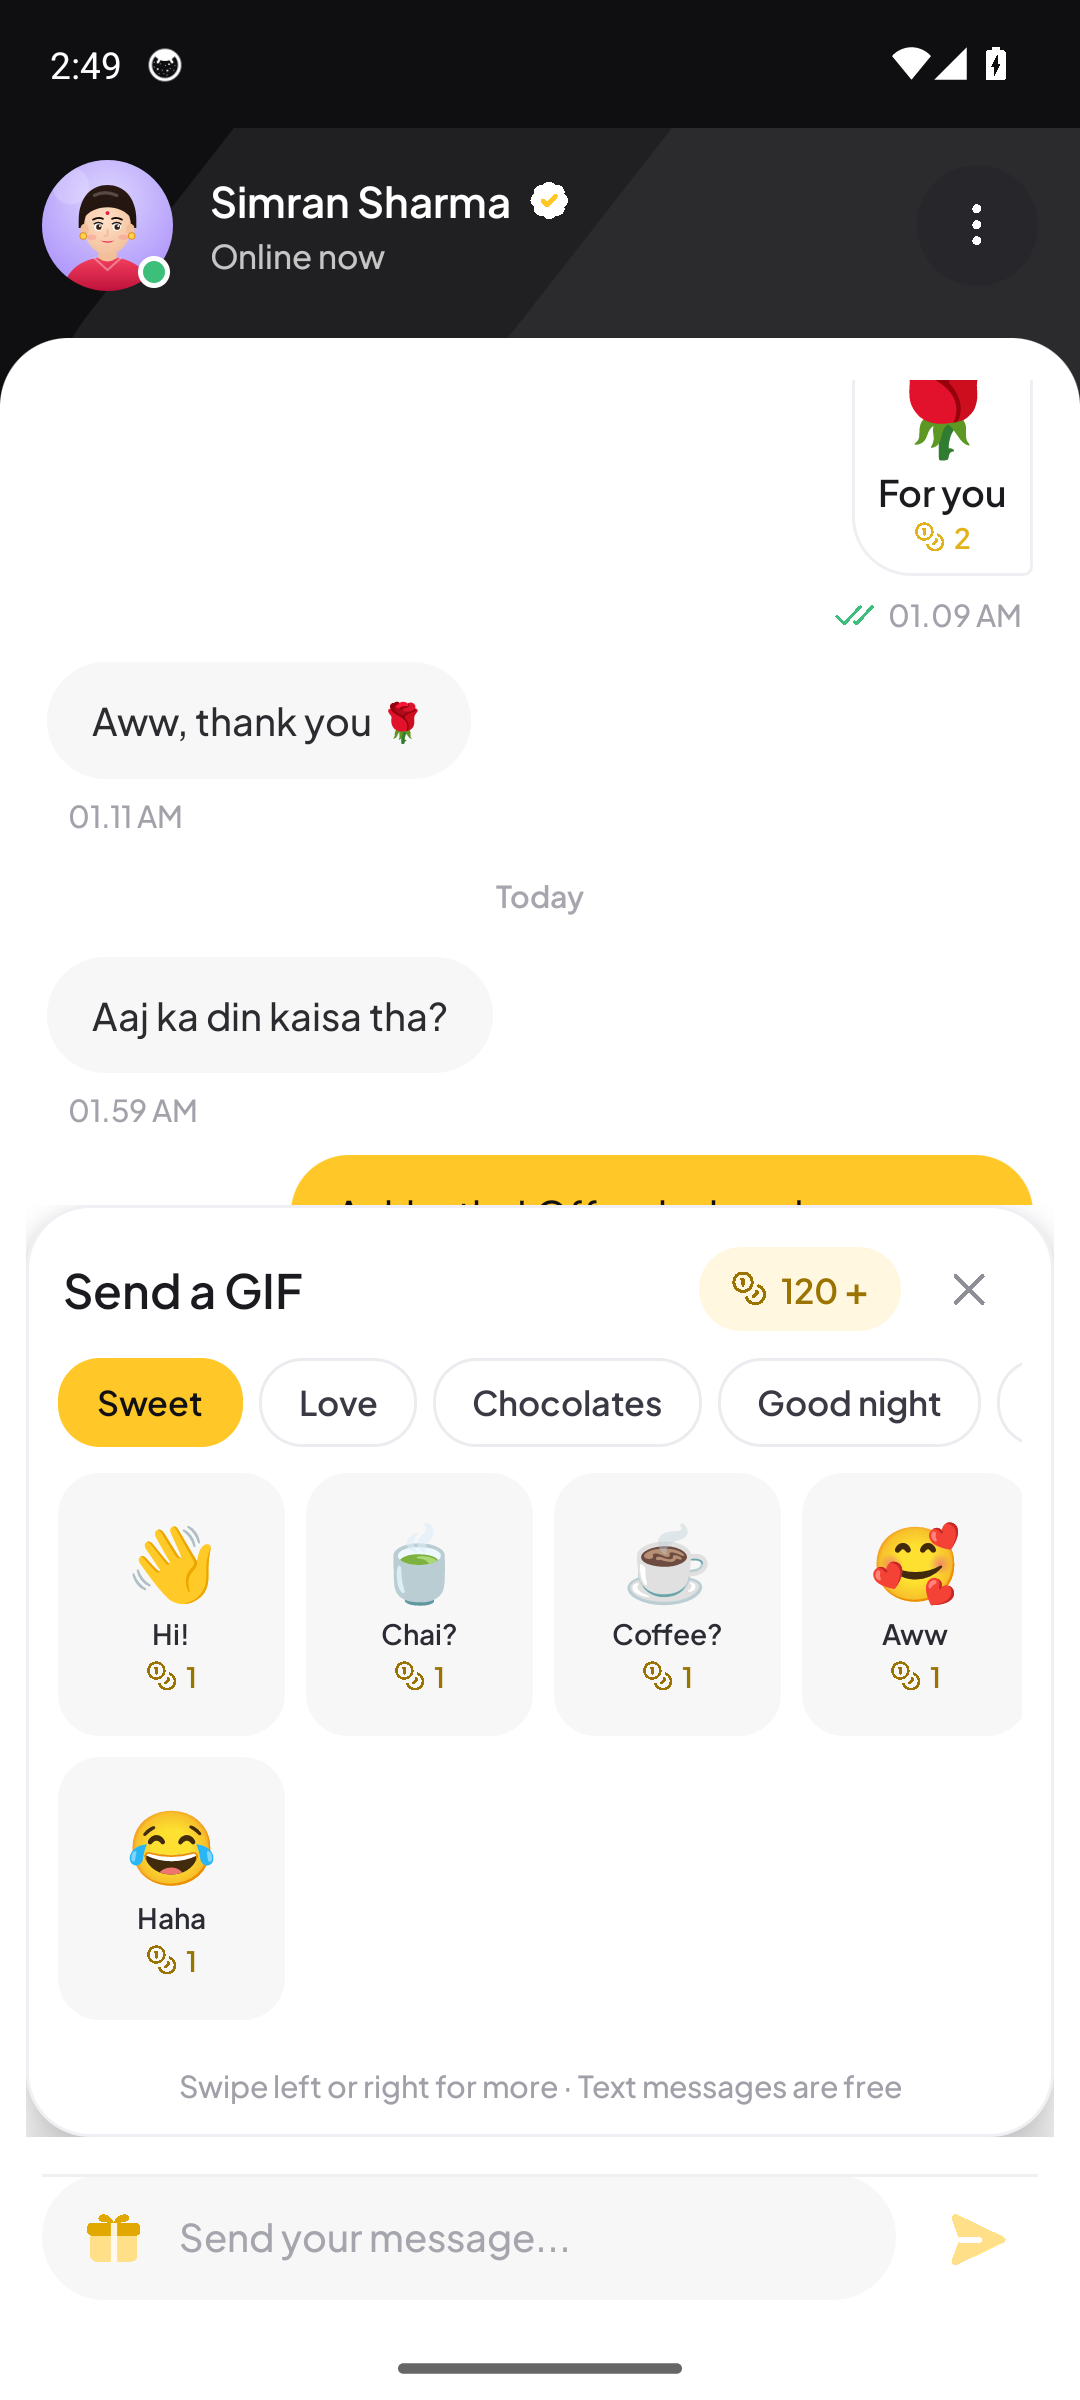 2:49
Simran Sharma
Online now
For you
2
01.09 AM
Aww, thank you 🌹
01.11 AM
Today
Aaj ka din kaisa tha?
01.59 AM
Send a GIF
120 +
Sweet
Love
Chocolates
Good night
Hi!
Chai?
Coffee?
Aww
1
1
1
1
Haha
1
Swipe left or right for more · Text messages are free
Send your message...